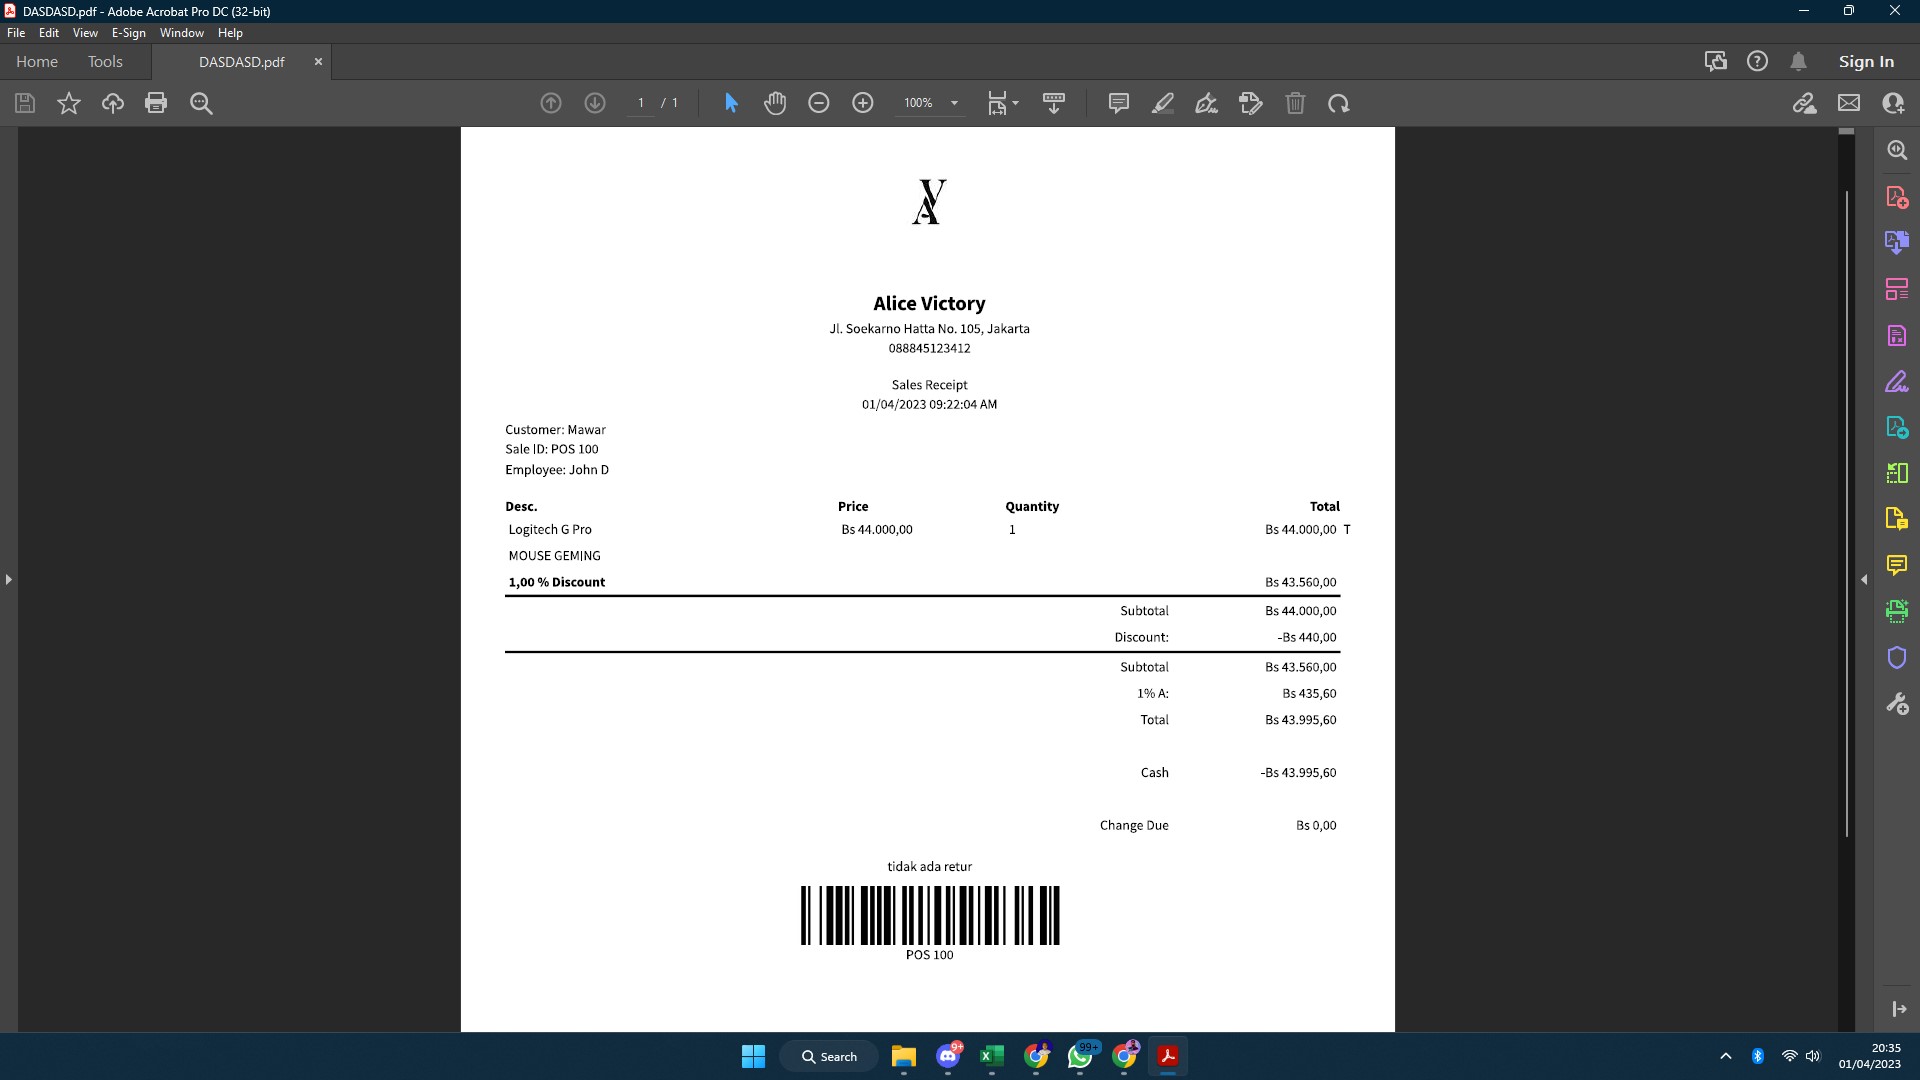 DASDASD.pdf - Adobe Acrobat Pro DC (32-bit)
File Edit View E-Sign Window Help
Home Tools DASDASD.pdf Sign In
1 / 1 100%
VA
Alice Victory
Jl. Soekarno Hatta No. 105, Jakarta
088845123412
Sales Receipt
01/04/2023 09:22:04 AM
Customer: Mawar
Sale ID: POS 100
Employee: John D
Desc. Price Quantity Total
Logitech G Pro Bs 44.000,00 1 Bs 44.000,00 T
MOUSE GEMING
1,00 % Discount Bs 43.560,00
Subtotal Bs 44.000,00
Discount: -Bs 440,00
Subtotal Bs 43.560,00
1% A: Bs 435,60
Total Bs 43.995,60
Cash -Bs 43.995,60
Change Due Bs 0,00
tidak ada retur
POS 100
Search 9+ 99+ 20:35
01/04/2023